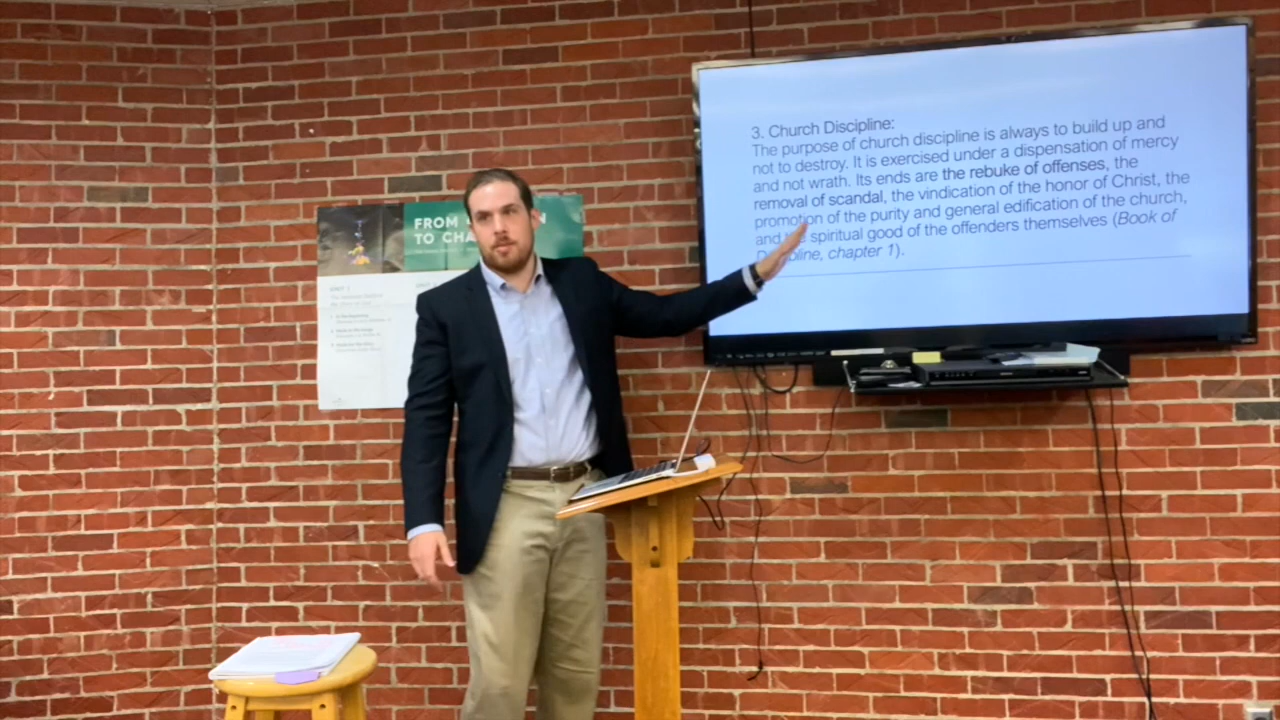 3. Church Discipline:
The purpose of church discipline is always to build up and
not to destroy. It is exercised under a dispensation of mercy
and not wrath. Its ends are the rebuke of offenses, the
removal of scandal, the vindication of the honor of Christ, the
promotion of the purity and general edification of the church,
and spiritual good of the offenders themselves (Book of
chapter 1).
FROM
TO
UNIT 1